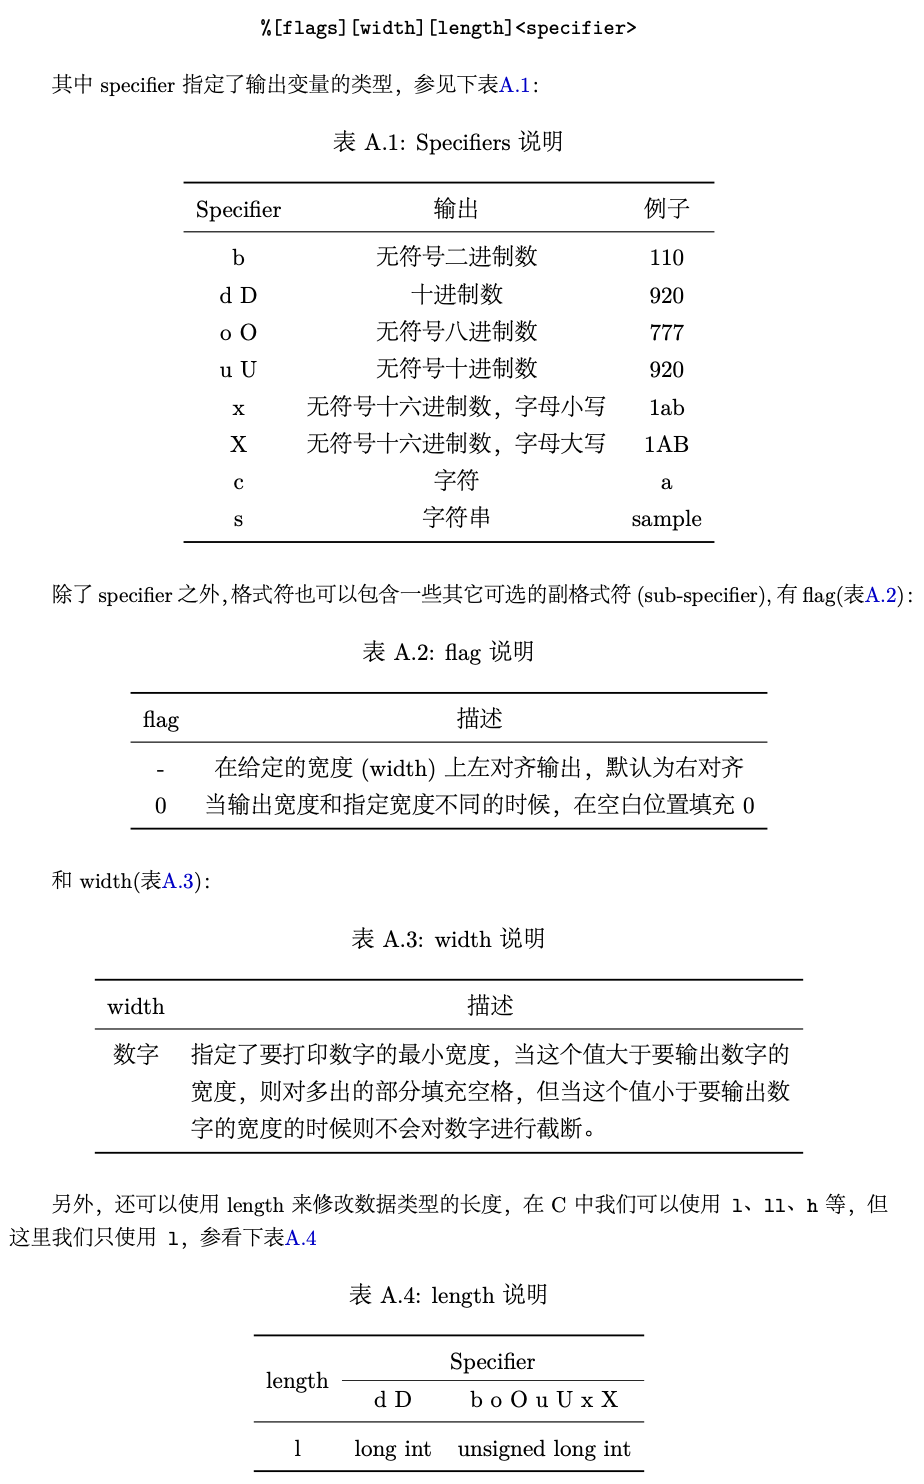 %[flags][width][length]<specifier>
其中 specifier 指定了输出变量的类型，参见下表A.1：
表 A.1: Specifiers 说明
Specifier 输出 例子
b 无符号二进制数 110
d D 十进制数 920
o O 无符号八进制数 777
u U 无符号十进制数 920
x 无符号十六进制数，字母小写 1ab
X 无符号十六进制数，字母大写 1AB
c 字符 a
s 字符串 sample
除了 specifier 之外, 格式符也可以包含一些其它可选的副格式符 (sub-specifier), 有 flag(表A.2)：
表 A.2: flag 说明
flag 描述
- 在给定的宽度 (width) 上左对齐输出，默认为右对齐
0 当输出宽度和指定宽度不同的时候，在空白位置填充 0
和 width(表A.3)：
表 A.3: width 说明
width 描述
数字 指定了要打印数字的最小宽度，当这个值大于要输出数字的
宽度，则对多出的部分填充空格，但当这个值小于要输出数
字的宽度的时候则不会对数字进行截断。
另外，还可以使用 length 来修改数据类型的长度，在 C 中我们可以使用 l、ll、h 等，但
这里我们只使用 l，参看下表A.4
表 A.4: length 说明
length Specifier
d D b o O u U x X
l long int unsigned long int